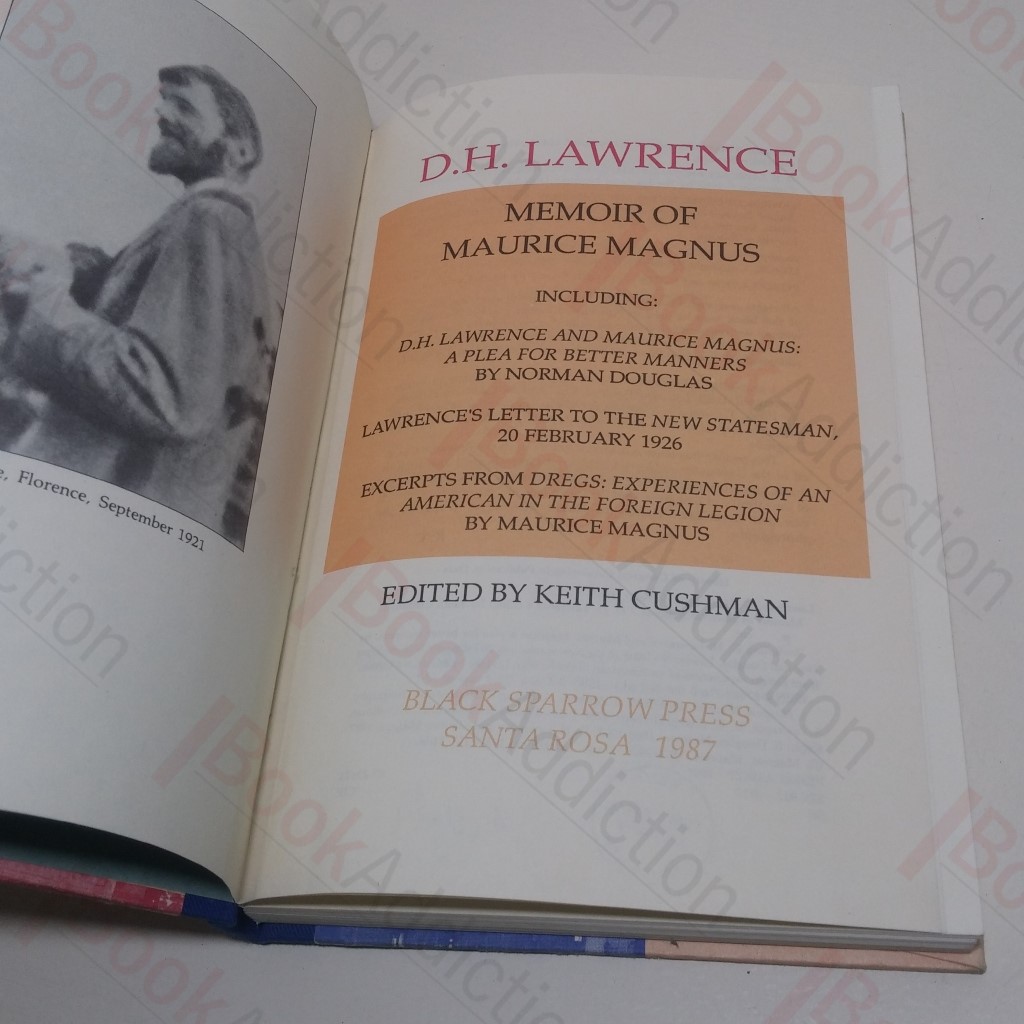 Florence, September 1921
D.H. LAWRENCE
MEMOIR OF
MAURICE MAGNUS
INCLUDING:
D.H. LAWRENCE AND MAURICE MAGNUS:
A PLEA FOR BETTER MANNERS
BY NORMAN DOUGLAS
LAWRENCE'S LETTER TO THE NEW STATESMAN,
20 FEBRUARY 1926
EXCERPTS FROM DREGS: EXPERIENCES OF AN
AMERICAN IN THE FOREIGN LEGION
BY MAURICE MAGNUS
EDITED BY KEITH CUSHMAN
BLACK SPARROW PRESS
SANTA ROSA 1987
BookAddiction